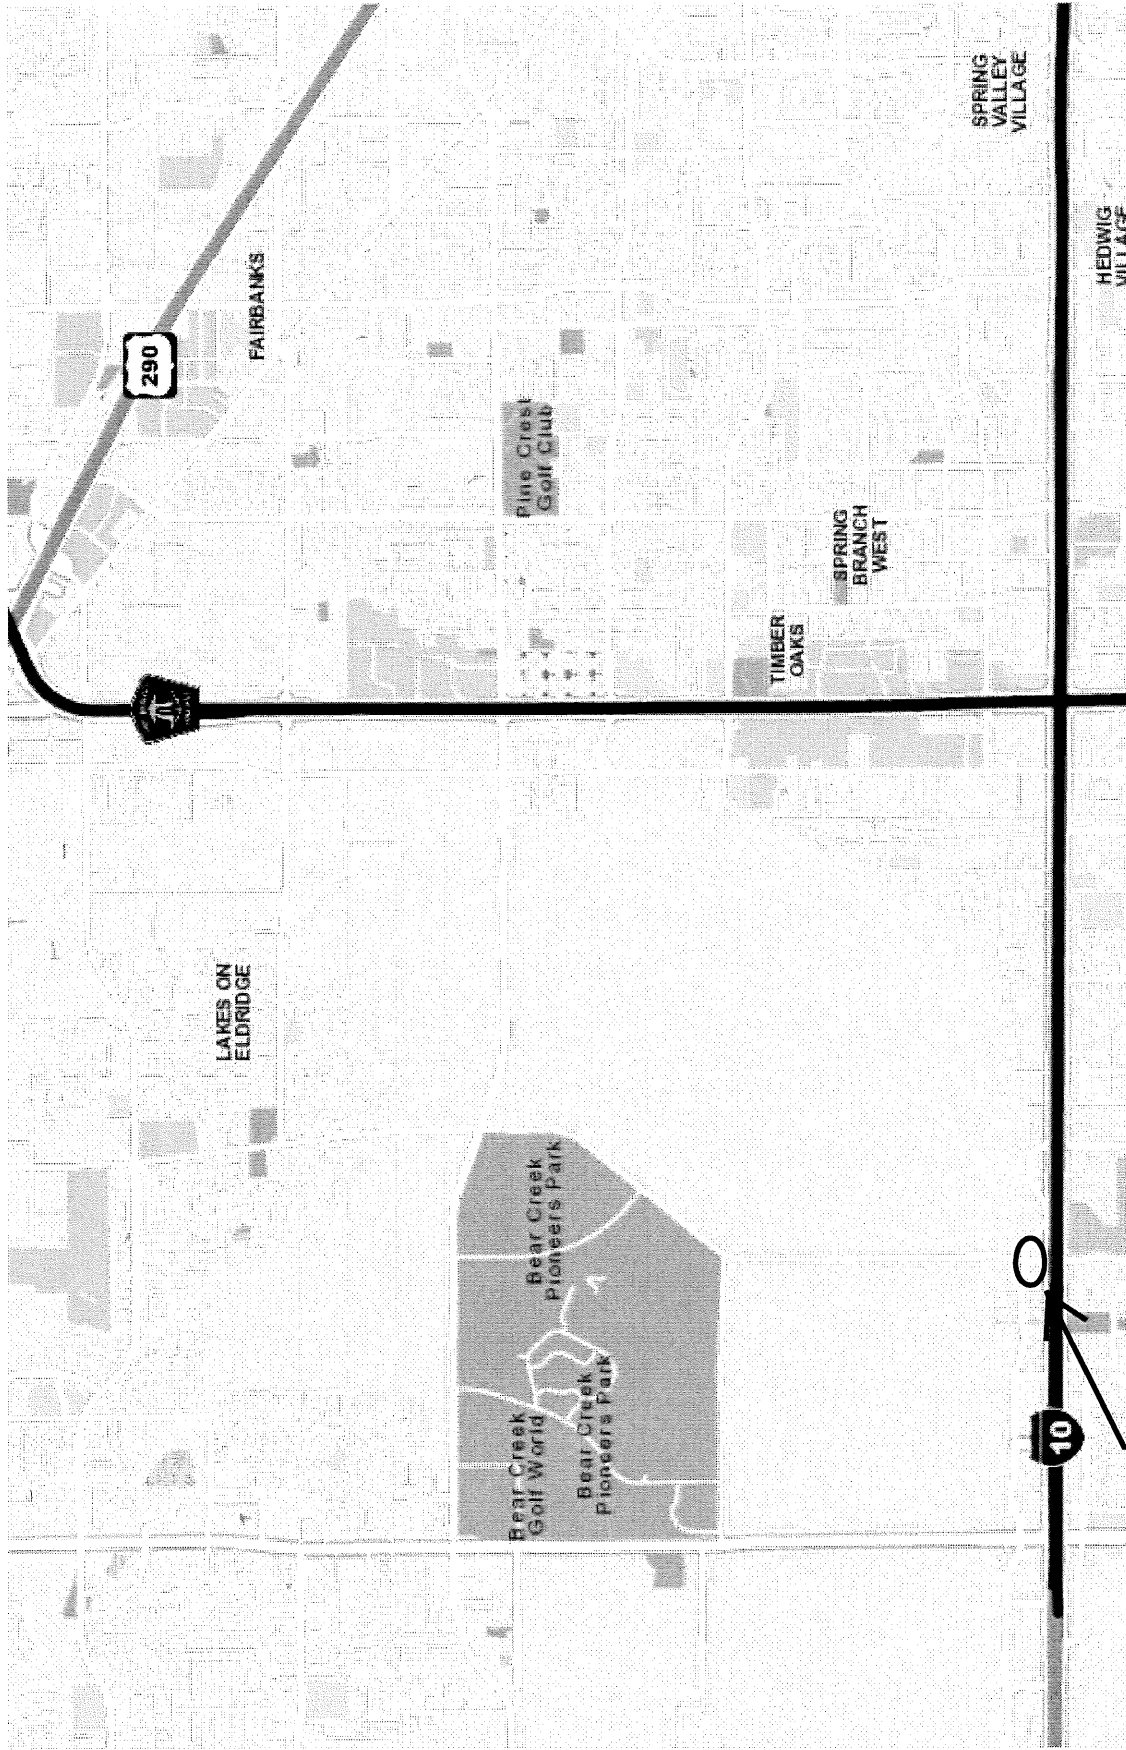 SPRING
VALLEY
VILLAGE
HEDWIG
FAIRBANKS
290
Pine Crest
Golf Club
SPRING
BRANCH
WEST
TIMBER
OAKS
LAKES ON
ELDRIDGE
Bear Creek
Pioneers Park
Bear Creek
Pioneers Park
Bear Creek
Golf World
10